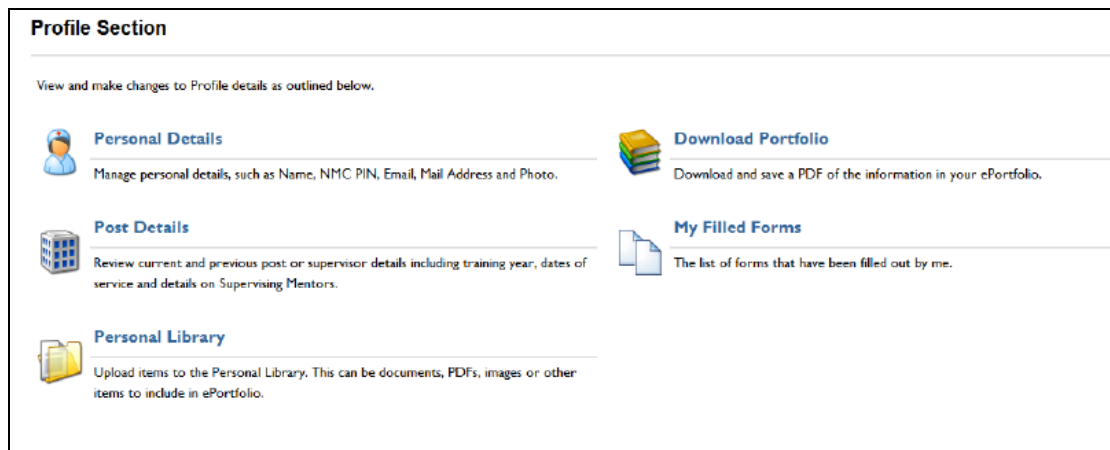 Profile Section
View and make changes to Profile details as outlined below.
Personal Details
Manage personal details, such as Name, NMC PIN, Email, Mail Address and Photo.
Download Portfolio
Download and save a PDF of the information in your ePortfolio.
Post Details
Review current and previous post or supervisor details including training year, dates of
service and details on Supervising Mentors.
My Filled Forms
The list of forms that have been filled out by me.
Personal Library
Upload items to the Personal Library. This can be documents, PDFs, images or other
items to include in ePortfolio.